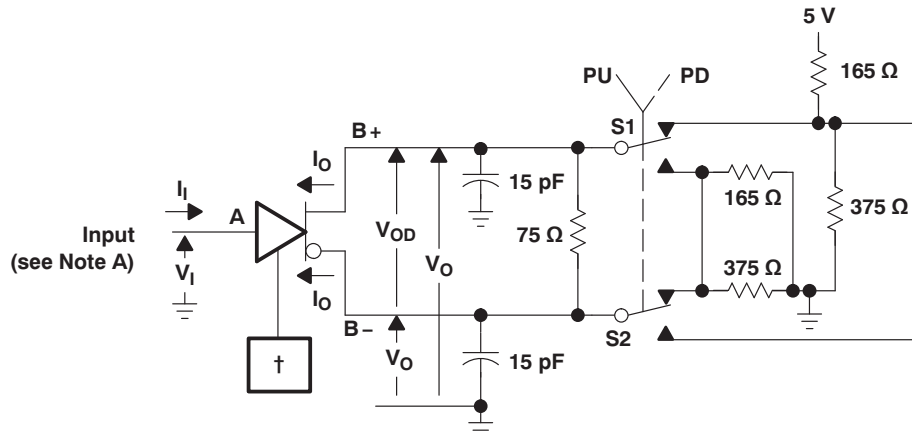 5 V
165 Ω
PU
PD
S1
B+
I_O
15 pF
165 Ω
375 Ω
I_I
A
V_OD
75 Ω
Input
(see Note A)
V_O
375 Ω
V_I
I_O
B–
S2
V_O
15 pF
†